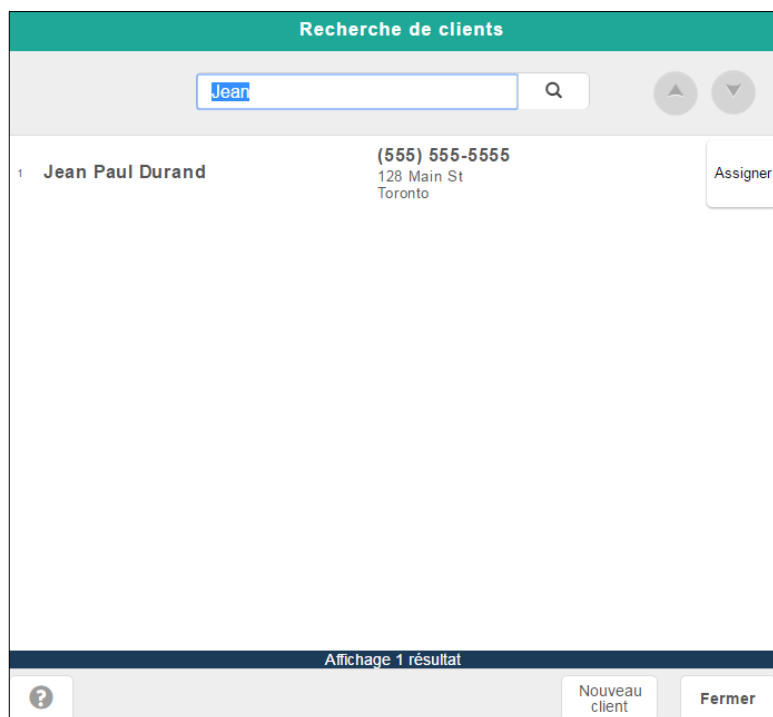 Recherche de clients
Jean
1 Jean Paul Durand
(555) 555-5555
128 Main St
Toronto
Assigner
Affichage 1 résultat
?
Nouveau
client
Fermer